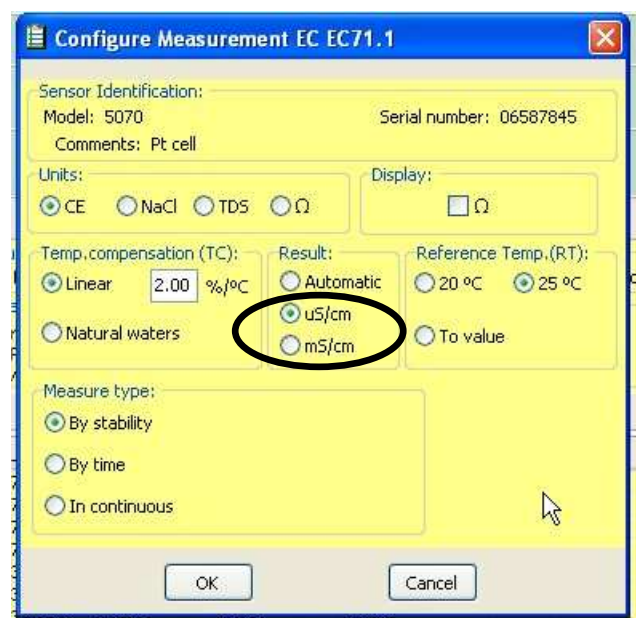 Configure Measurement EC EC71.1
Sensor Identification:
Model: 5070 Serial number: 06587845
Comments: Pt cell
Units: Display:
CE NaCl TDS Ω Ω
Temp.compensation (TC): Result: Reference Temp.(RT):
Linear 2.00 %/ºC Automatic 20 ºC 25 ºC
uS/cm
Natural waters mS/cm To value
Measure type:
By stability
By time
In continuous
OK Cancel